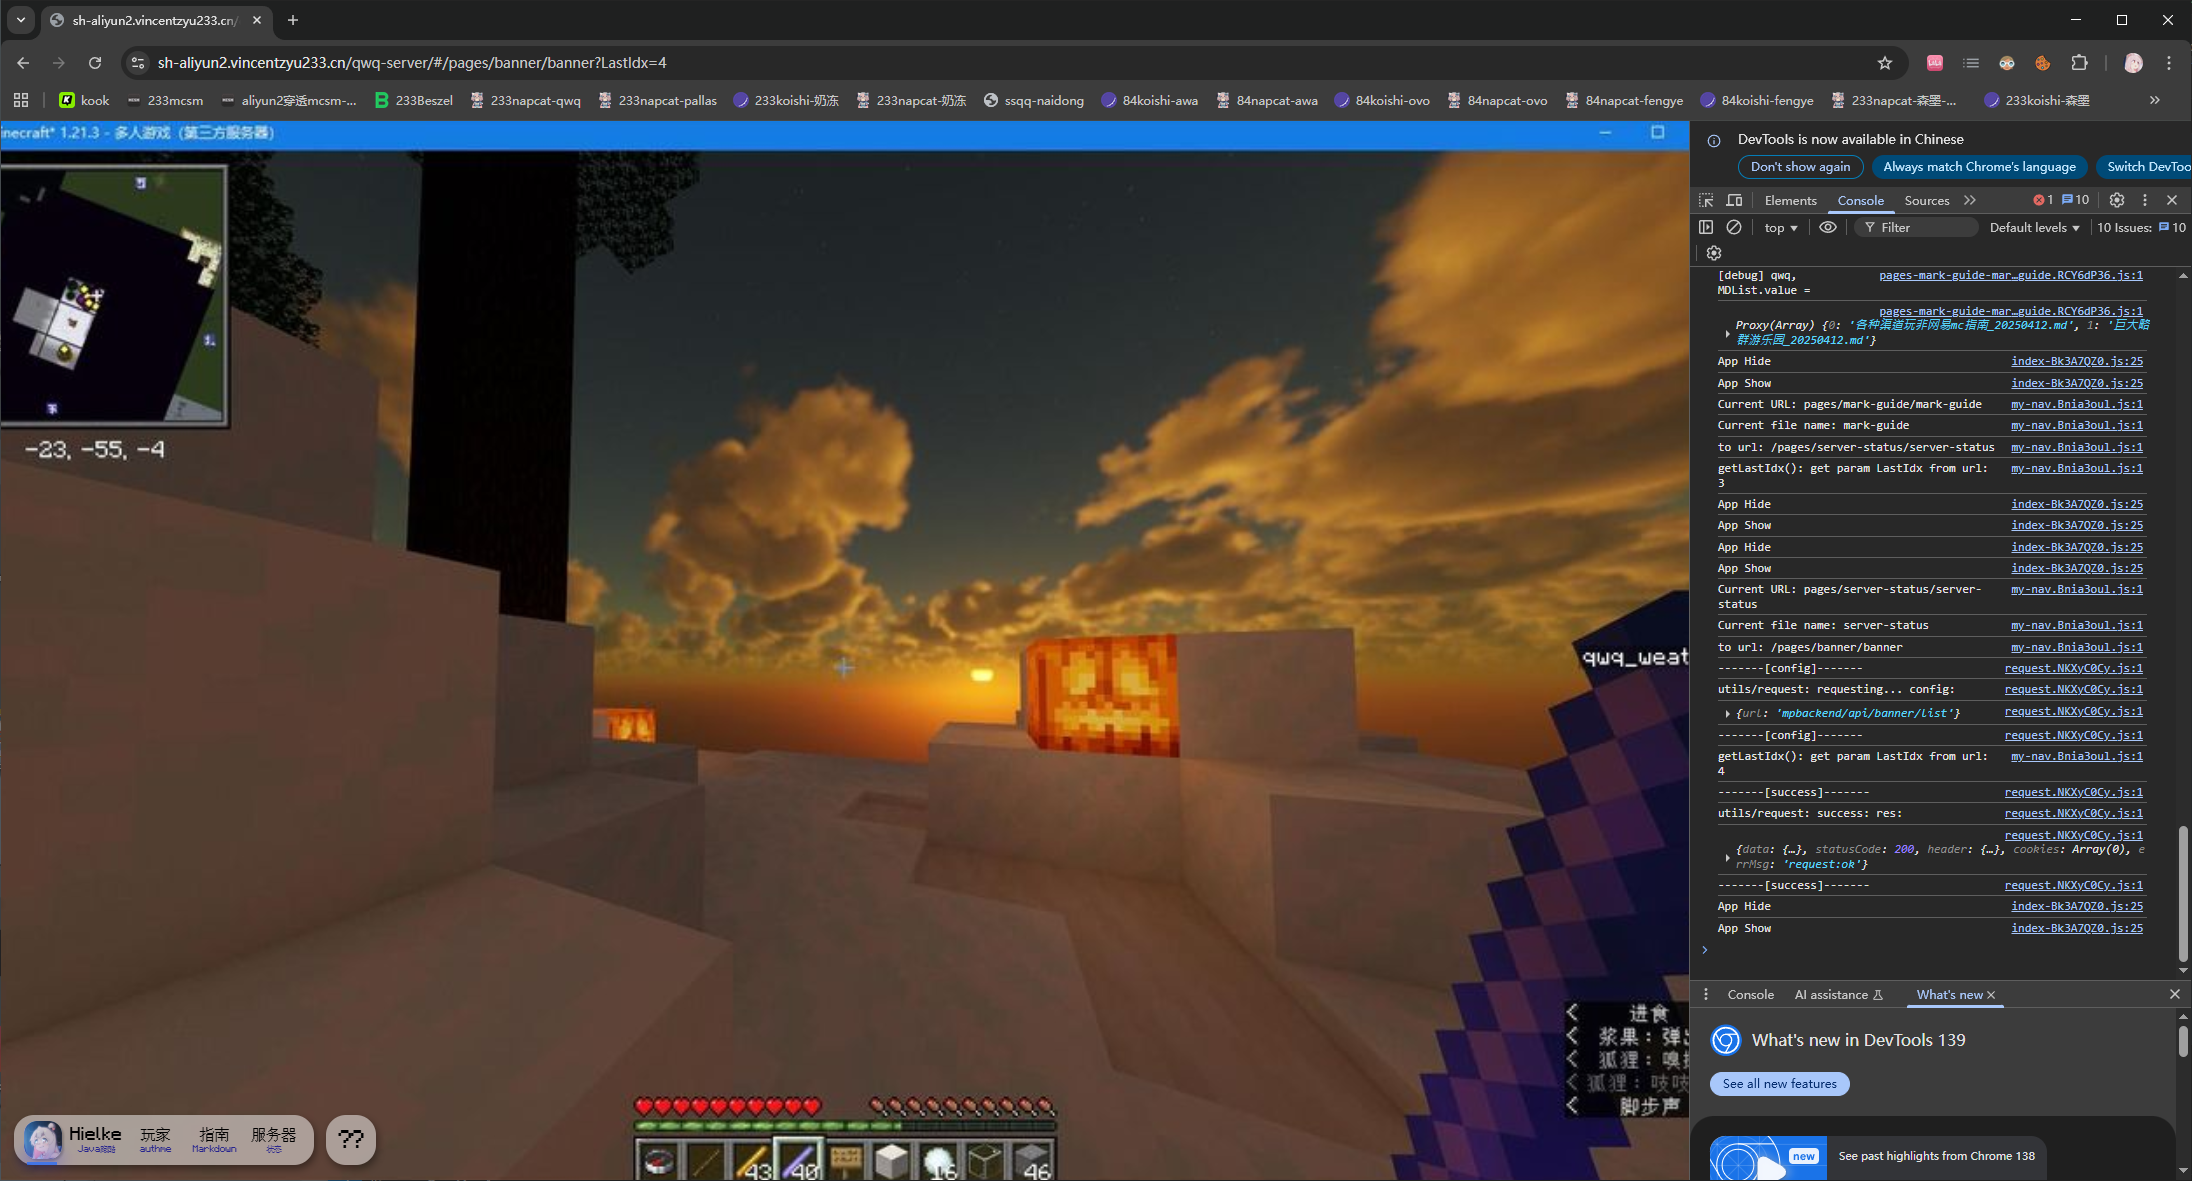 sh-aliyun2.vincentzyu233.cn/
sh-aliyun2.vincentzyu233.cn/qwq-server/#/pages/banner/banner?LastIdx=4
kook
233mcsm
aliyun2穿透mcsm-...
233Beszel
233napcat-qwq
233napcat-pallas
233koishi-奶冻
233napcat-奶冻
ssqq-naidong
84koishi-awa
84napcat-awa
84koishi-ovo
84napcat-ovo
84napcat-fengye
84koishi-fengye
233napcat-森墨-...
233koishi-森墨
inecraft* 1.21.3 - 多人游戏（第三方服务器）
-23, -55, -4
qwq_weat
进食
浆果：弹出
狐狸：嗅探
狐狸：吱吱
脚步声
43
40
16
46
Hielke
玩家
authme
指南
Markdown
服务器
状态
??
DevTools is now available in Chinese
Don't show again
Always match Chrome's language
Switch DevToo
Elements
Console
Sources
1
10
top
Filter
Default levels
10 Issues:
10
[debug] qwq, pages-mark-guide-mar…guide.RCY6dP36.js:1
MDList.value =
pages-mark-guide-mar…guide.RCY6dP36.js:1
Proxy(Array) {0: '各种渠道玩非网易mc指南_20250412.md', 1: '巨大
群游乐园_20250412.md'}
App Hide index-Bk3A7QZ0.js:25
App Show index-Bk3A7QZ0.js:25
Current URL: pages/mark-guide/mark-guide my-nav.Bnia3oul.js:1
Current file name: mark-guide my-nav.Bnia3oul.js:1
to url: /pages/server-status/server-status my-nav.Bnia3oul.js:1
getLastIdx(): get param LastIdx from url: my-nav.Bnia3oul.js:1
3
App Hide index-Bk3A7QZ0.js:25
App Show index-Bk3A7QZ0.js:25
App Hide index-Bk3A7QZ0.js:25
App Show index-Bk3A7QZ0.js:25
Current URL: pages/server-status/server- my-nav.Bnia3oul.js:1
status
Current file name: server-status my-nav.Bnia3oul.js:1
to url: /pages/banner/banner my-nav.Bnia3oul.js:1
-------[config]------- request.NKXyC0Cy.js:1
utils/request: requesting... config: request.NKXyC0Cy.js:1
{url: 'mpbackend/api/banner/list'} request.NKXyC0Cy.js:1
-------[config]------- request.NKXyC0Cy.js:1
getLastIdx(): get param LastIdx from url: my-nav.Bnia3oul.js:1
4
-------[success]------- request.NKXyC0Cy.js:1
utils/request: success: res: request.NKXyC0Cy.js:1
request.NKXyC0Cy.js:1
{data: {…}, statusCode: 200, header: {…}, cookies: Array(0), e
rrMsg: 'request:ok'}
-------[success]------- request.NKXyC0Cy.js:1
App Hide index-Bk3A7QZ0.js:25
App Show index-Bk3A7QZ0.js:25
Console
AI assistance
What's new
What's new in DevTools 139
See all new features
new
See past highlights from Chrome 138